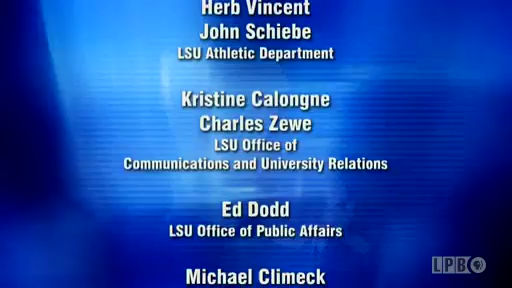 Herb Vincent
John Schiebe
LSU Athletic Department
Kristine Calongne
Charles Zewe
LSU Office of
Communications and University Relations
Ed Dodd
LSU Office of Public Affairs
Michael Climeck
LPB